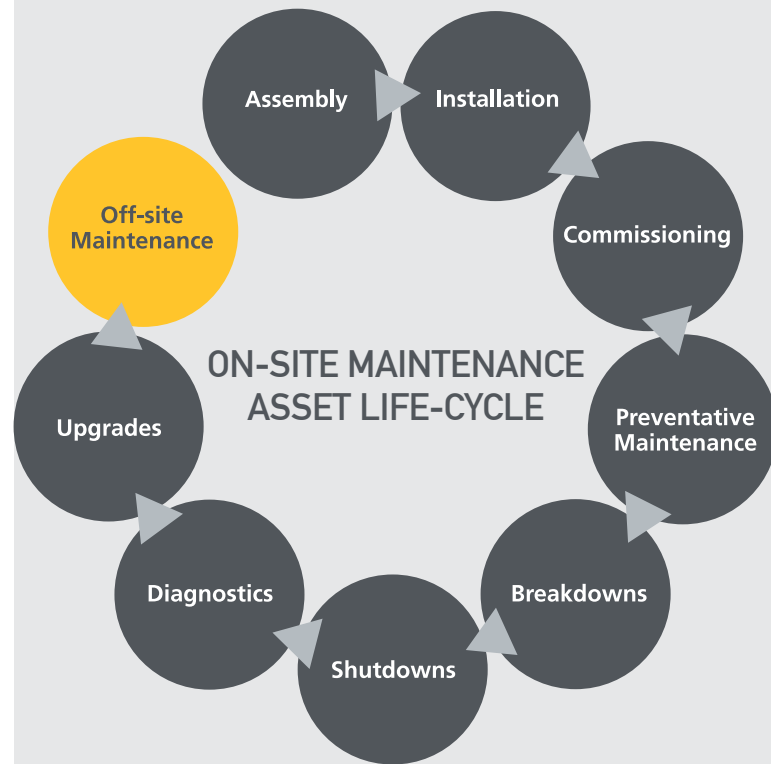 Assembly
Installation
Commissioning
Preventative
Maintenance
Breakdowns
Shutdowns
Diagnostics
Upgrades
Off-site
Maintenance
ON-SITE MAINTENANCE
ASSET LIFE-CYCLE